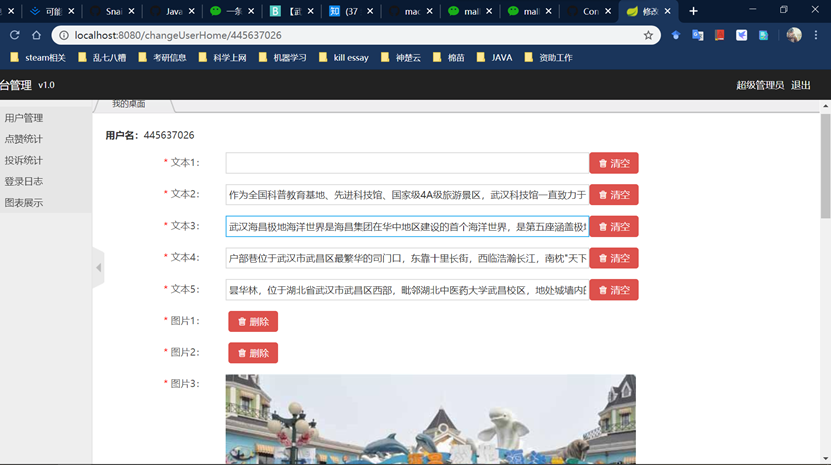 可能
Snai
Java
一条
【武
(37
mac
mall
mall
Con
修改
localhost:8080/changeUserHome/445637026
steam相关 乱七八糟 考研信息 科学上网 机器学习 kill essay 神楚云 棉苗 JAVA 资助工作
台管理 v1.0 超级管理员 退出
我的桌面
用户管理
点赞统计
投诉统计
登录日志
图表展示
用户名：445637026
* 文本1： 清空
* 文本2： 作为全国科普教育基地、先进科技馆、国家级4A级旅游景区，武汉科技馆一直致力于 清空
* 文本3： 武汉海昌极地海洋世界是海昌集团在华中地区建设的首个海洋世界，是第五座涵盖极地 清空
* 文本4： 户部巷位于武汉市武昌区最繁华的司门口，东靠十里长街，西临浩瀚长江，南枕"天下 清空
* 文本5： 昙华林，位于湖北省武汉市武昌区西部，毗邻湖北中医药大学武昌校区，地处城墙内的 清空
* 图片1： 删除
* 图片2： 删除
* 图片3：